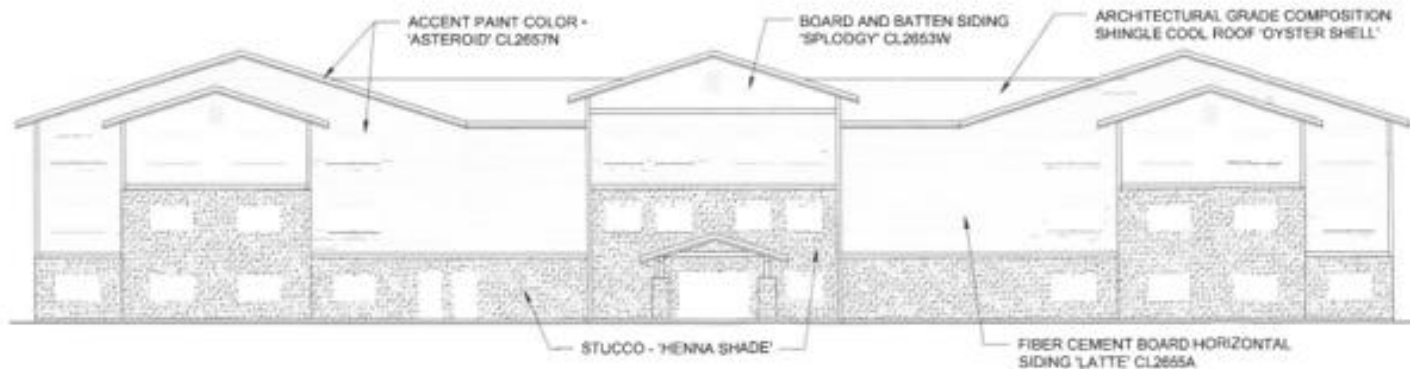 ACCENT PAINT COLOR -
'ASTEROID' CL2657N
BOARD AND BATTEN SIDING
'SPLODGY' CL2653W
ARCHITECTURAL GRADE COMPOSITION
SHINGLE COOL ROOF 'OYSTER SHELL'
STUCCO - 'HENNA SHADE'
FIBER CEMENT BOARD HORIZONTAL
SIDING 'LATTE' CL2655A